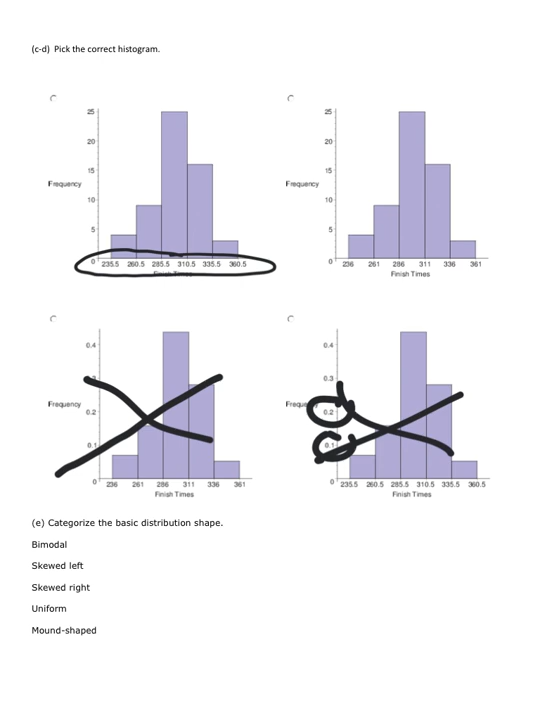 (c-d) Pick the correct histogram.
25
20
15
Frequency
10
5
0
235.5 260.5 285.5 310.5 335.5 360.5
25
20
15
Frequency
10
5
0
236 261 286 311 336 361
Finish Times
0.4
Frequency
0.2
0.1
0
236 261 286 311 336 361
Finish Times
0.4
0.3
0.2
0.1
0
235.5 260.5 285.5 310.5 335.5 360.5
Finish Times
(e) Categorize the basic distribution shape.
Bimodal
Skewed left
Skewed right
Uniform
Mound-shaped